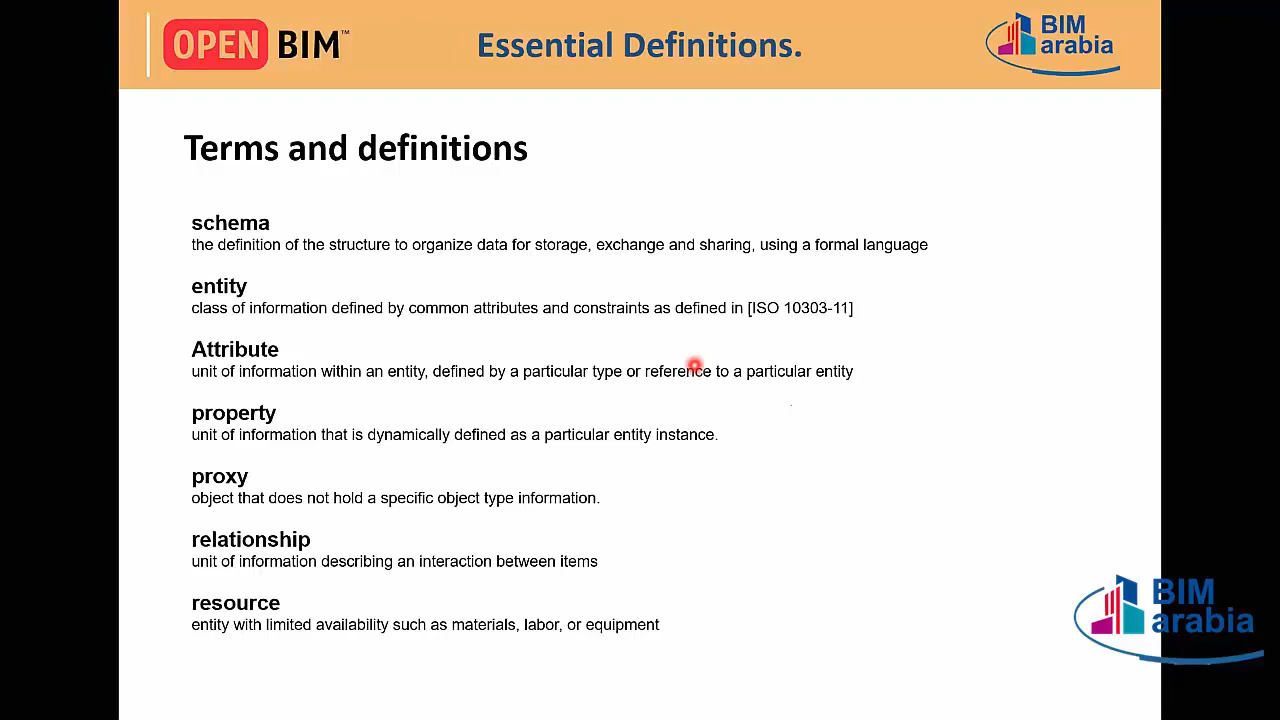 OPEN BIM™
Essential Definitions.
BIM
arabia
Terms and definitions
schema
the definition of the structure to organize data for storage, exchange and sharing, using a formal language
entity
class of information defined by common attributes and constraints as defined in [ISO 10303-11]
Attribute
unit of information within an entity, defined by a particular type or reference to a particular entity
property
unit of information that is dynamically defined as a particular entity instance.
proxy
object that does not hold a specific object type information.
relationship
unit of information describing an interaction between items
resource
entity with limited availability such as materials, labor, or equipment
BIM
arabia